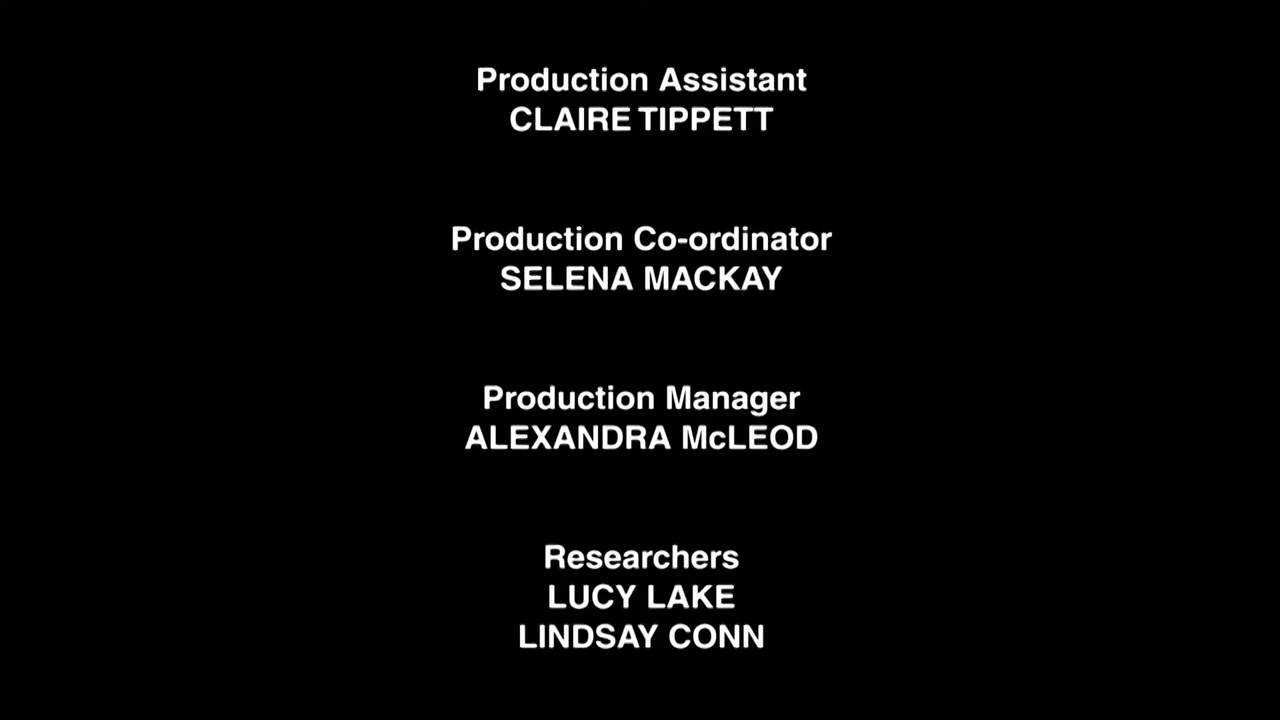 Production Assistant
CLAIRE TIPPETT
Production Co-ordinator
SELENA MACKAY
Production Manager
ALEXANDRA McLEOD
Researchers
LUCY LAKE
LINDSAY CONN